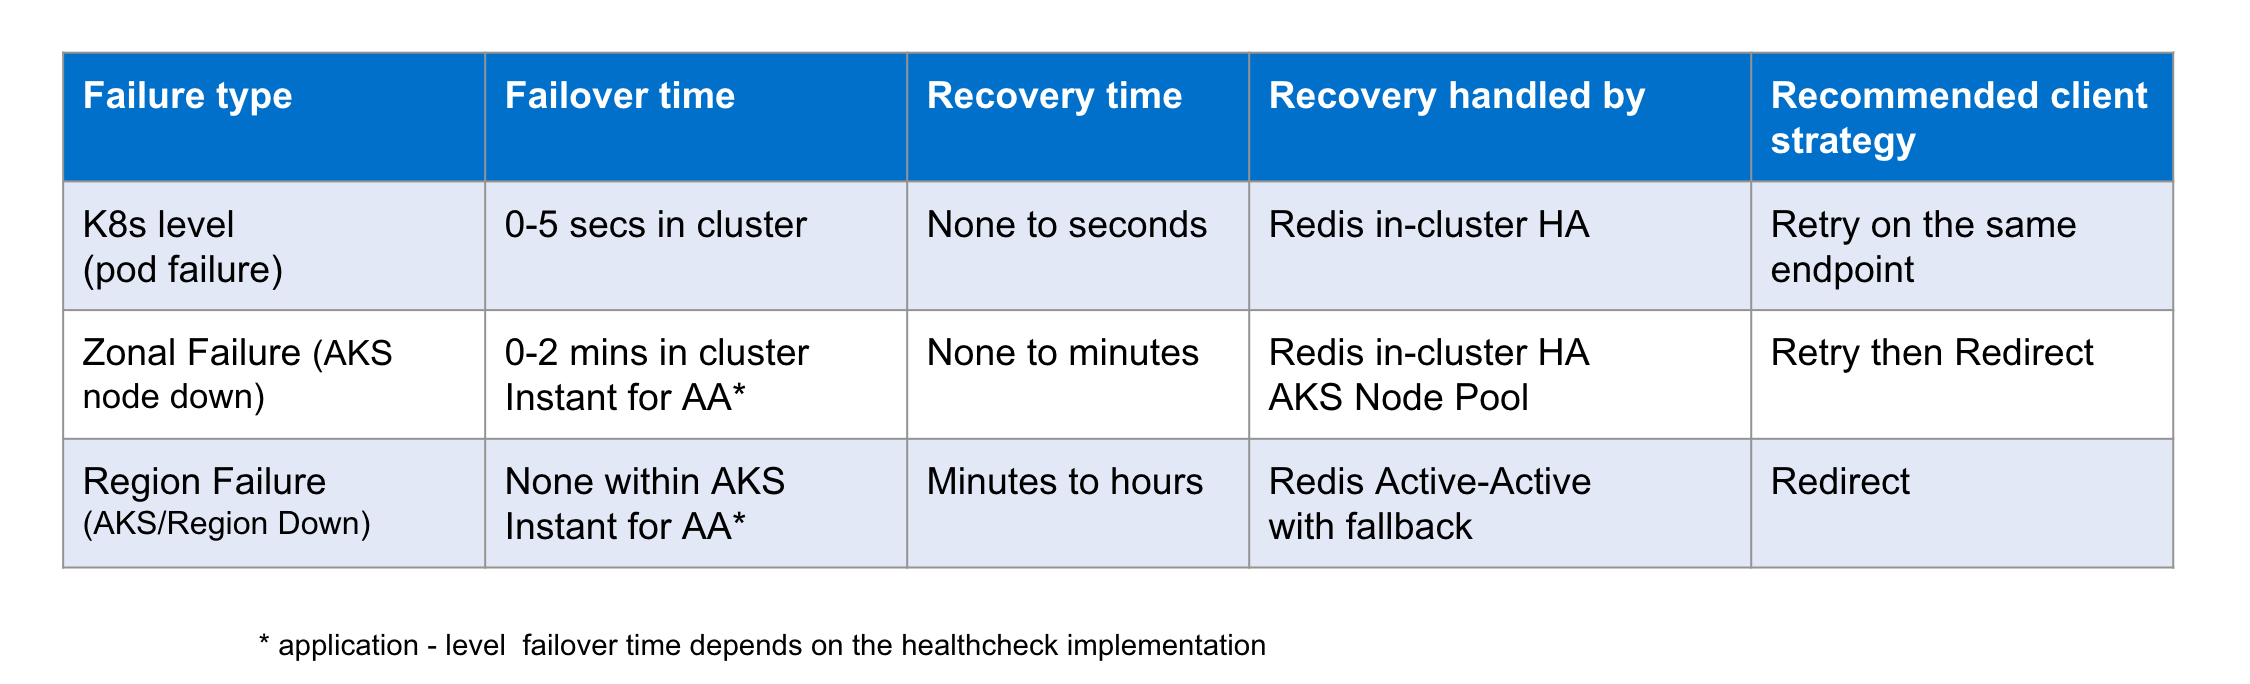 Failure type
Failover time
Recovery time
Recovery handled by
Recommended client
strategy
K8s level
(pod failure)
0-5 secs in cluster
None to seconds
Redis in-cluster HA
Retry on the same
endpoint
Zonal Failure (AKS
node down)
0-2 mins in cluster
Instant for AA*
None to minutes
Redis in-cluster HA
AKS Node Pool
Retry then Redirect
Region Failure
(AKS/Region Down)
None within AKS
Instant for AA*
Minutes to hours
Redis Active-Active
with fallback
Redirect
* application - level  failover time depends on the healthcheck implementation